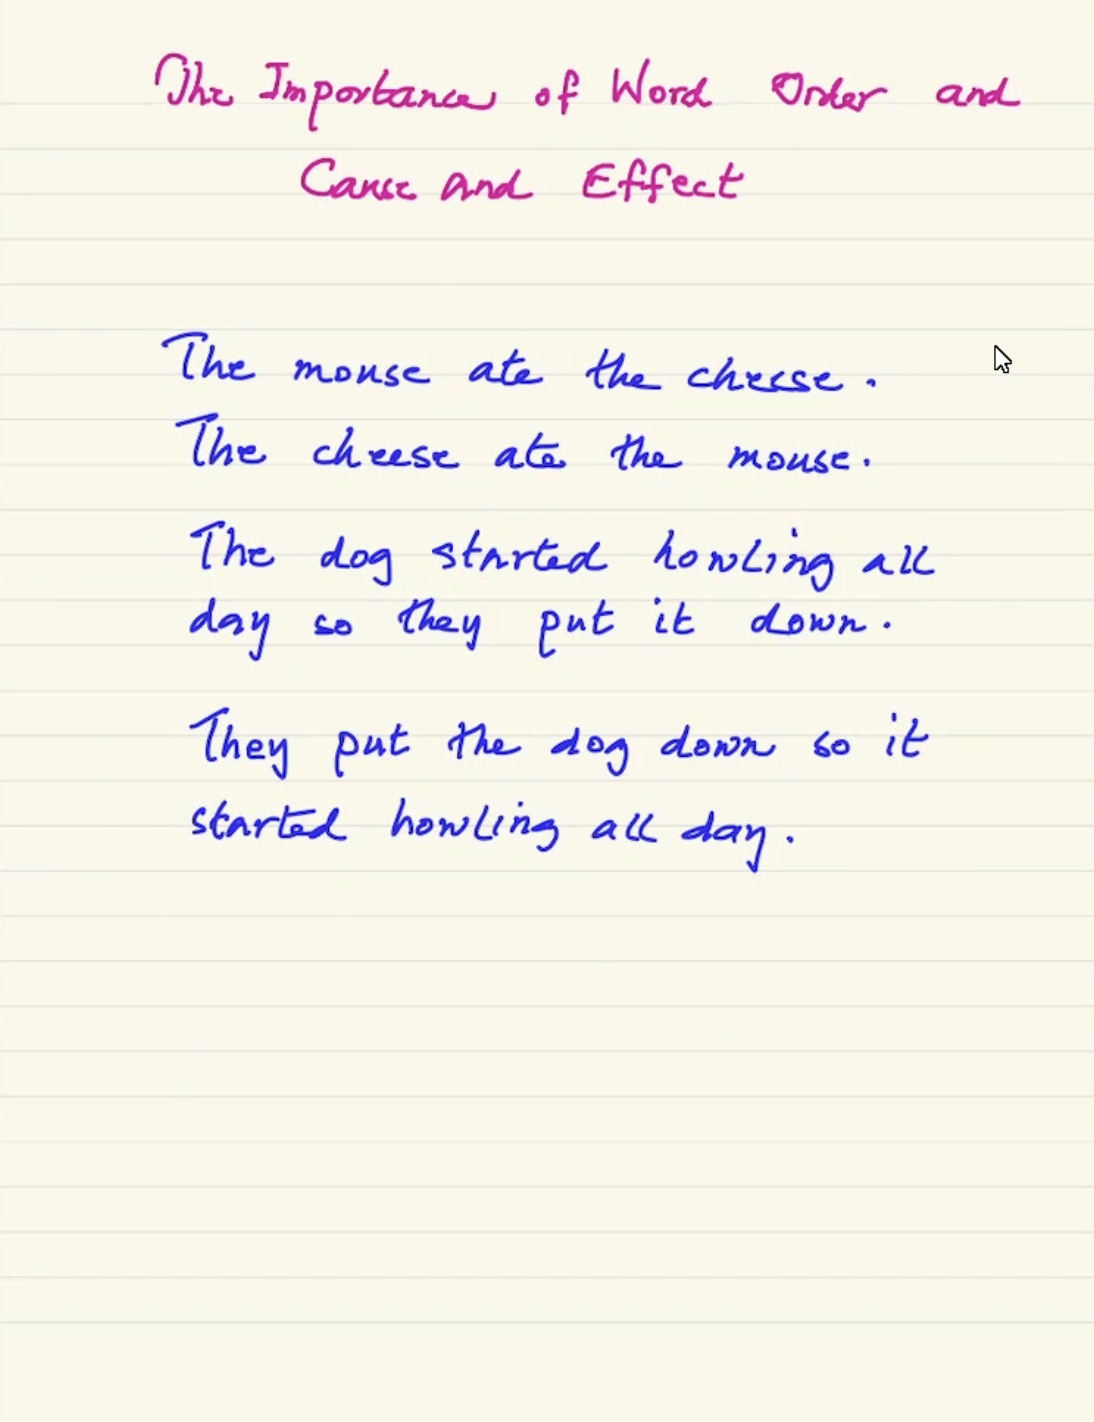 The Importance of Word Order and
Cause and Effect
The mouse ate the cheese.
The cheese ate the mouse.
The dog started howling all
day so they put it down.
They put the dog down so it
started howling all day.